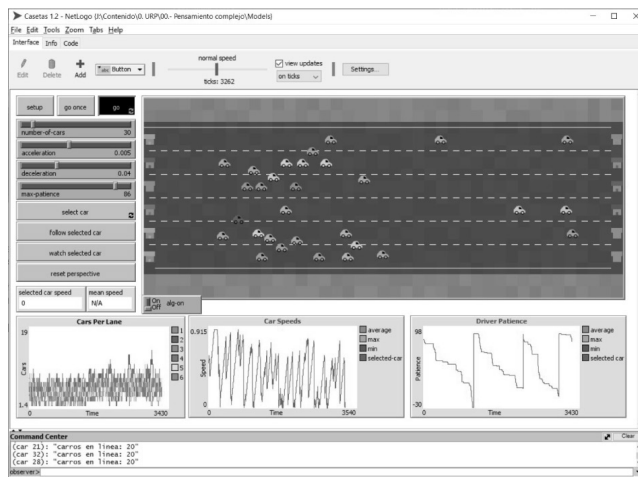 Casetas 1.2 - NetLogo {J:\Contenido\0. URP\00.- Pensamiento complejo\Models}
File Edit Tools Zoom Tabs Help
Interface Info Code
normal speed
view updates
Edit Delete Add Button on ticks Settings...
ticks: 3262
setup go once go
number-of-cars 30
acceleration 0.005
deceleration 0.04
max-patience 86
select car
follow selected car
watch selected car
reset perspective
selected car speed mean speed
0 N/A
On
Off alg-on
Cars Per Lane
19
Cars
1.4
0 Time 3430
1
2
3
4
5
6
Car Speeds
0.915
Speed
0
0 Time 3540
average
max
min
selected-car
Driver Patience
98
Patience
-30
0 Time 3430
average
max
min
selected car
Command Center Clear
(car 21): "carros en linea: 20"
(car 32): "carros en linea: 20"
(car 28): "carros en linea: 20"
observer>